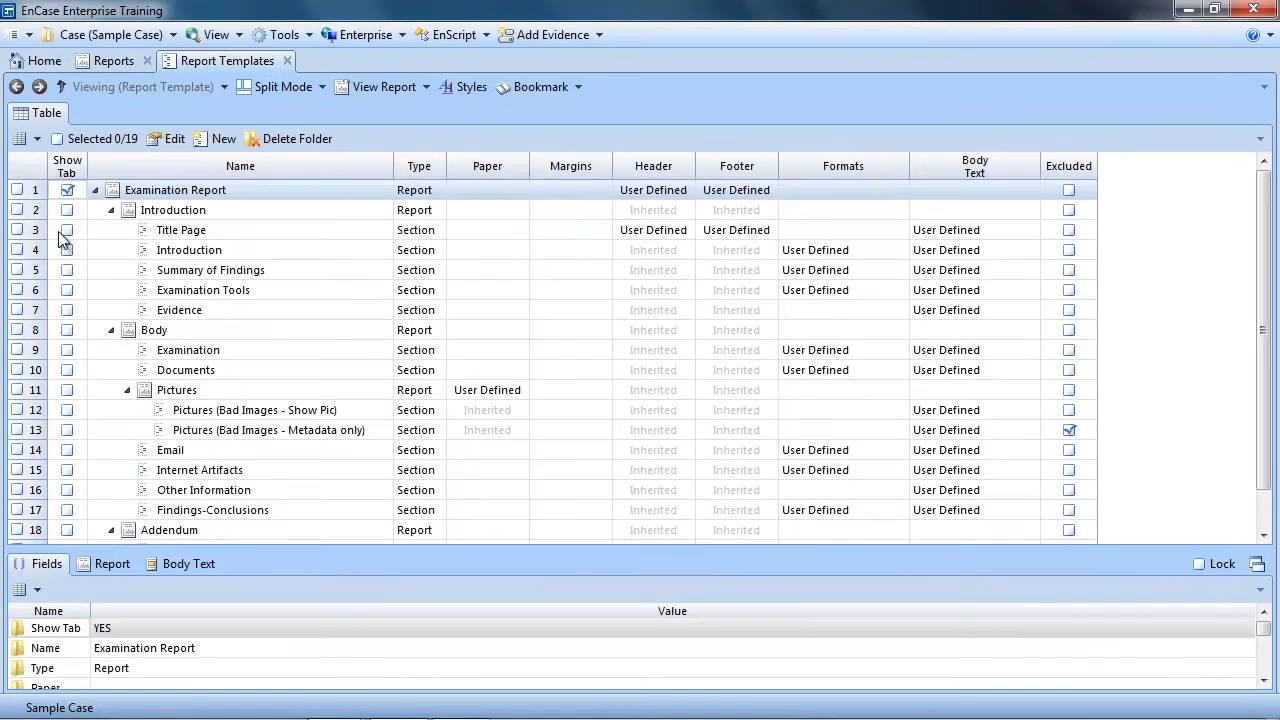 EnCase Enterprise Training
Case (Sample Case) View Tools Enterprise EnScript Add Evidence
Home Reports Report Templates
Viewing (Report Template) Split Mode View Report Styles Bookmark
Table
Selected 0/19 Edit New Delete Folder
Show Tab Name Type Paper Margins Header Footer Formats Body Text Excluded
1 Examination Report Report User Defined User Defined
2 Introduction Report Inherited Inherited
3 Title Page Section User Defined User Defined User Defined
4 Introduction Section Inherited Inherited User Defined User Defined
5 Summary of Findings Section Inherited Inherited User Defined User Defined
6 Examination Tools Section Inherited Inherited User Defined User Defined
7 Evidence Section Inherited Inherited User Defined
8 Body Report Inherited Inherited
9 Examination Section Inherited Inherited User Defined User Defined
10 Documents Section Inherited Inherited User Defined User Defined
11 Pictures Report User Defined Inherited Inherited
12 Pictures (Bad Images - Show Pic) Section Inherited Inherited Inherited User Defined
13 Pictures (Bad Images - Metadata only) Section Inherited Inherited Inherited User Defined
14 Email Section Inherited Inherited User Defined User Defined
15 Internet Artifacts Section Inherited Inherited User Defined User Defined
16 Other Information Section Inherited Inherited User Defined
17 Findings-Conclusions Section Inherited Inherited User Defined User Defined
18 Addendum Report Inherited Inherited
Fields Report Body Text Lock
Name Value
Show Tab YES
Name Examination Report
Type Report
Paper
Sample Case